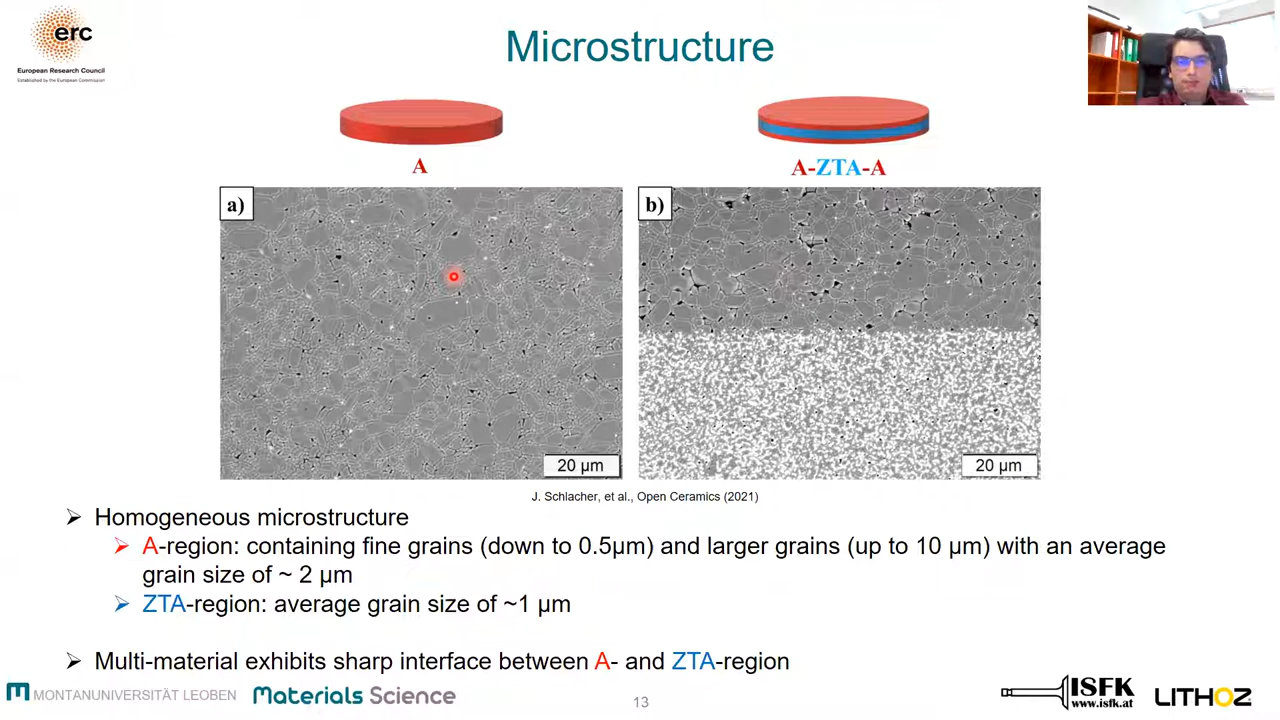 erc
European Research Council
Established by the European Commission
Microstructure
A
A-ZTA-A
a)
b)
20 µm
20 µm
J. Schlacher, et al., Open Ceramics (2021)
➢ Homogeneous microstructure
➢ A-region: containing fine grains (down to 0.5µm) and larger grains (up to 10 µm) with an average
grain size of ~ 2 µm
➢ ZTA-region: average grain size of ~1 µm
➢ Multi-material exhibits sharp interface between A- and ZTA-region
MONTANUNIVERSITÄT LEOBEN
Materials Science
13
ISFK
www.isfk.at
LITHOZ